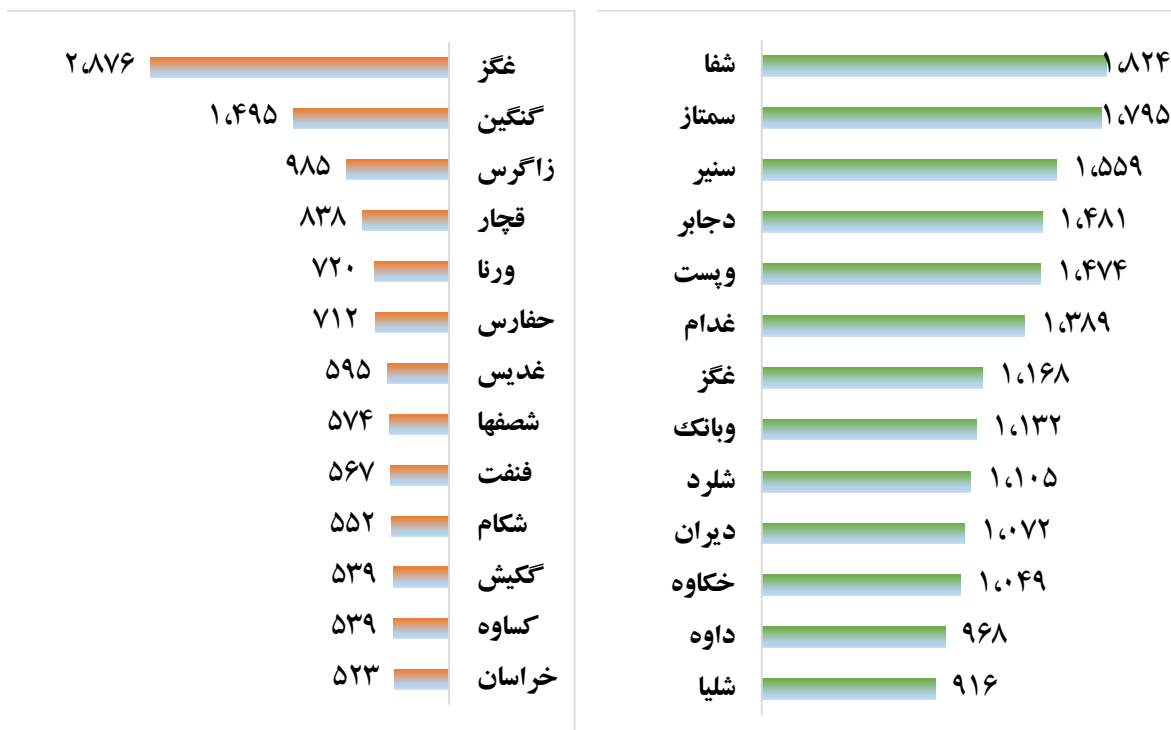 شفا ۱،۸۲۴
سمتاز ۱،۷۹۵
سنیر ۱،۵۵۹
دجابر ۱،۴۸۱
وپست ۱،۴۷۴
غدام ۱،۳۸۹
غگز ۱،۱۶۸
وبانک ۱،۱۳۲
شلرد ۱،۱۰۵
دیران ۱،۰۷۲
خکاوه ۱،۰۴۹
داوه ۹۶۸
شلیا ۹۱۶
غگز ۲،۸۷۶
گنگین ۱،۴۹۵
زاگرس ۹۸۵
قچار ۸۳۸
ورنا ۷۲۰
حفارس ۷۱۲
غدیس ۵۹۵
شصفها ۵۷۴
فنفت ۵۶۷
شکام ۵۵۲
گکیش ۵۳۹
کساوه ۵۳۹
خراسان ۵۲۳